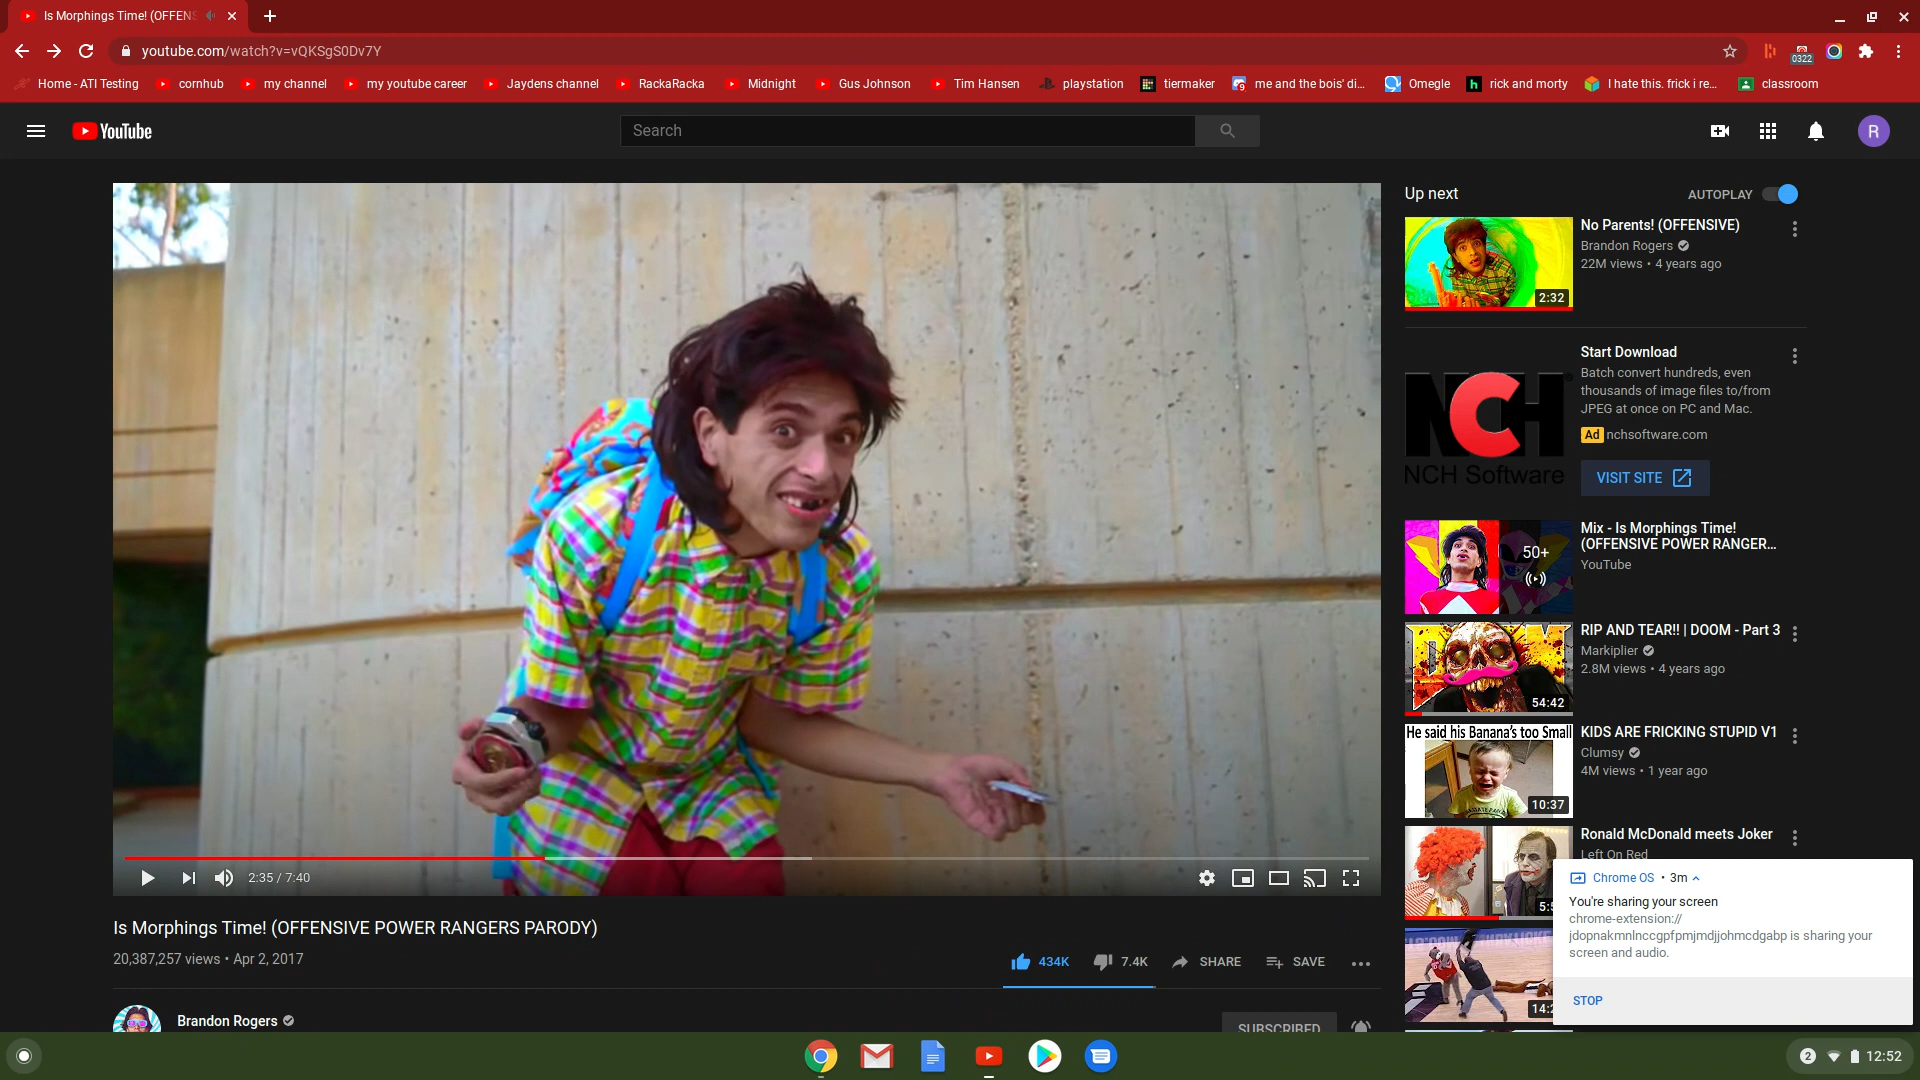 Is Morphings Time! (OFFENS
youtube.com/watch?v=vQKSgS0Dv7Y
0322
Home - ATI Testing
cornhub
my channel
my youtube career
Jaydens channel
RackaRacka
Midnight
Gus Johnson
Tim Hansen
playstation
tiermaker
me and the bois' di...
Omegle
rick and morty
I hate this. frick i re...
classroom
YouTube
Search
R
Up next
AUTOPLAY
No Parents! (OFFENSIVE)
Brandon Rogers
22M views • 4 years ago
2:32
Start Download
Batch convert hundreds, even
thousands of image files to/from
JPEG at once on PC and Mac.
Ad nchsoftware.com
VISIT SITE
NCH
NCH Software
Mix - Is Morphings Time!
(OFFENSIVE POWER RANGER...
YouTube
50+
RIP AND TEAR!! | DOOM - Part 3
Markiplier
2.8M views • 4 years ago
54:42
He said his Banana's too Small
KIDS ARE FRICKING STUPID V1
Clumsy
4M views • 1 year ago
10:37
Ronald McDonald meets Joker
Left On Red
2:35 / 7:40
Is Morphings Time! (OFFENSIVE POWER RANGERS PARODY)
20,387,257 views • Apr 2, 2017
434K
7.4K
SHARE
SAVE
Brandon Rogers
SUBSCRIBED
Chrome OS • 3m
You're sharing your screen
chrome-extension://
jdopnakmnlnccgpfpmjmdjjohmcdgabp is sharing your
screen and audio.
STOP
2
12:52